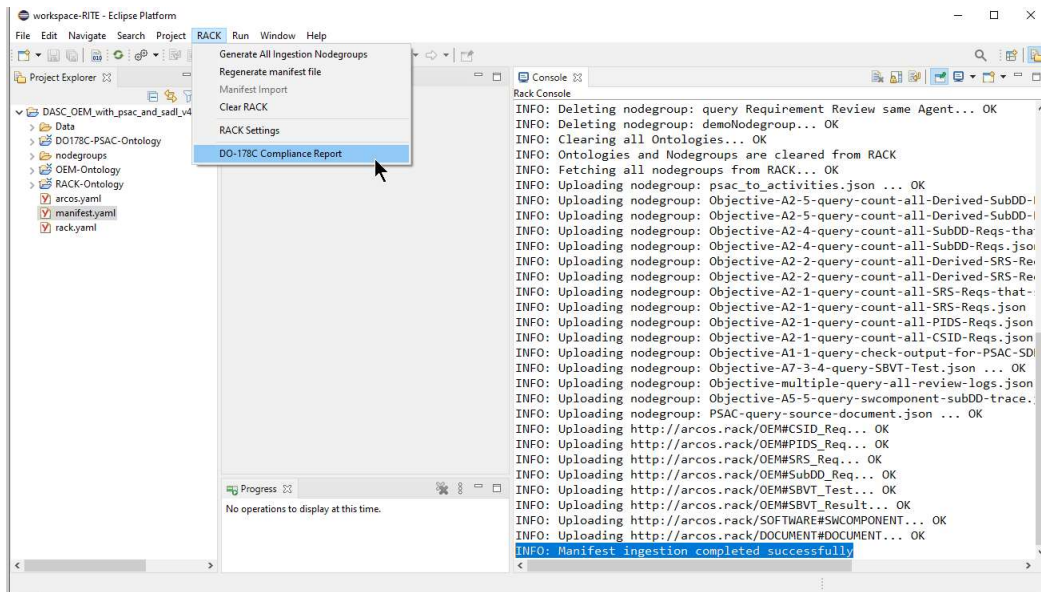 workspace-RITE - Eclipse Platform
File Edit Navigate Search Project RACK Run Window Help
Generate All Ingestion Nodegroups
Regenerate manifest file
Manifest Import
Clear RACK
RACK Settings
DO-178C Compliance Report
Project Explorer
DASC_OEM_with_psac_and_sadl_v4
Data
DO178C-PSAC-Ontology
nodegroups
OEM-Ontology
RACK-Ontology
arcos.yaml
manifest.yaml
rack.yaml
Progress
No operations to display at this time.
Console
Rack Console
INFO: Deleting nodegroup: query Requirement Review same Agent... OK
INFO: Deleting nodegroup: demoNodegroup... OK
INFO: Clearing all Ontologies... OK
INFO: Ontologies and Nodegroups are cleared from RACK
INFO: Fetching all nodegroups from RACK... OK
INFO: Uploading nodegroup: psac_to_activities.json ... OK
INFO: Uploading nodegroup: Objective-A2-5-query-count-all-Derived-SubDD-
INFO: Uploading nodegroup: Objective-A2-5-query-count-all-Derived-SubDD-
INFO: Uploading nodegroup: Objective-A2-4-query-count-all-SubDD-Reqs-tha
INFO: Uploading nodegroup: Objective-A2-4-query-count-all-SubDD-Reqs.jso
INFO: Uploading nodegroup: Objective-A2-2-query-count-all-Derived-SRS-Re
INFO: Uploading nodegroup: Objective-A2-2-query-count-all-Derived-SRS-Re
INFO: Uploading nodegroup: Objective-A2-1-query-count-all-SRS-Reqs-that-
INFO: Uploading nodegroup: Objective-A2-1-query-count-all-SRS-Reqs.json
INFO: Uploading nodegroup: Objective-A2-1-query-count-all-PIDS-Reqs.json
INFO: Uploading nodegroup: Objective-A2-1-query-count-all-CSID-Reqs.json
INFO: Uploading nodegroup: Objective-A1-1-query-check-output-for-PSAC-SD
INFO: Uploading nodegroup: Objective-A7-3-4-query-SBVT-Test.json ... OK
INFO: Uploading nodegroup: Objective-multiple-query-all-review-logs.json
INFO: Uploading nodegroup: Objective-A5-5-query-swcomponent-subDD-trace.
INFO: Uploading nodegroup: PSAC-query-source-document.json ... OK
INFO: Uploading http://arcos.rack/OEM#CSID_Req... OK
INFO: Uploading http://arcos.rack/OEM#PIDS_Req... OK
INFO: Uploading http://arcos.rack/OEM#SRS_Req... OK
INFO: Uploading http://arcos.rack/OEM#SubDD_Req... OK
INFO: Uploading http://arcos.rack/OEM#SBVT_Test... OK
INFO: Uploading http://arcos.rack/OEM#SBVT_Result... OK
INFO: Uploading http://arcos.rack/SOFTWARE#SWCOMPONENT... OK
INFO: Uploading http://arcos.rack/DOCUMENT#DOCUMENT... OK
INFO: Manifest ingestion completed successfully